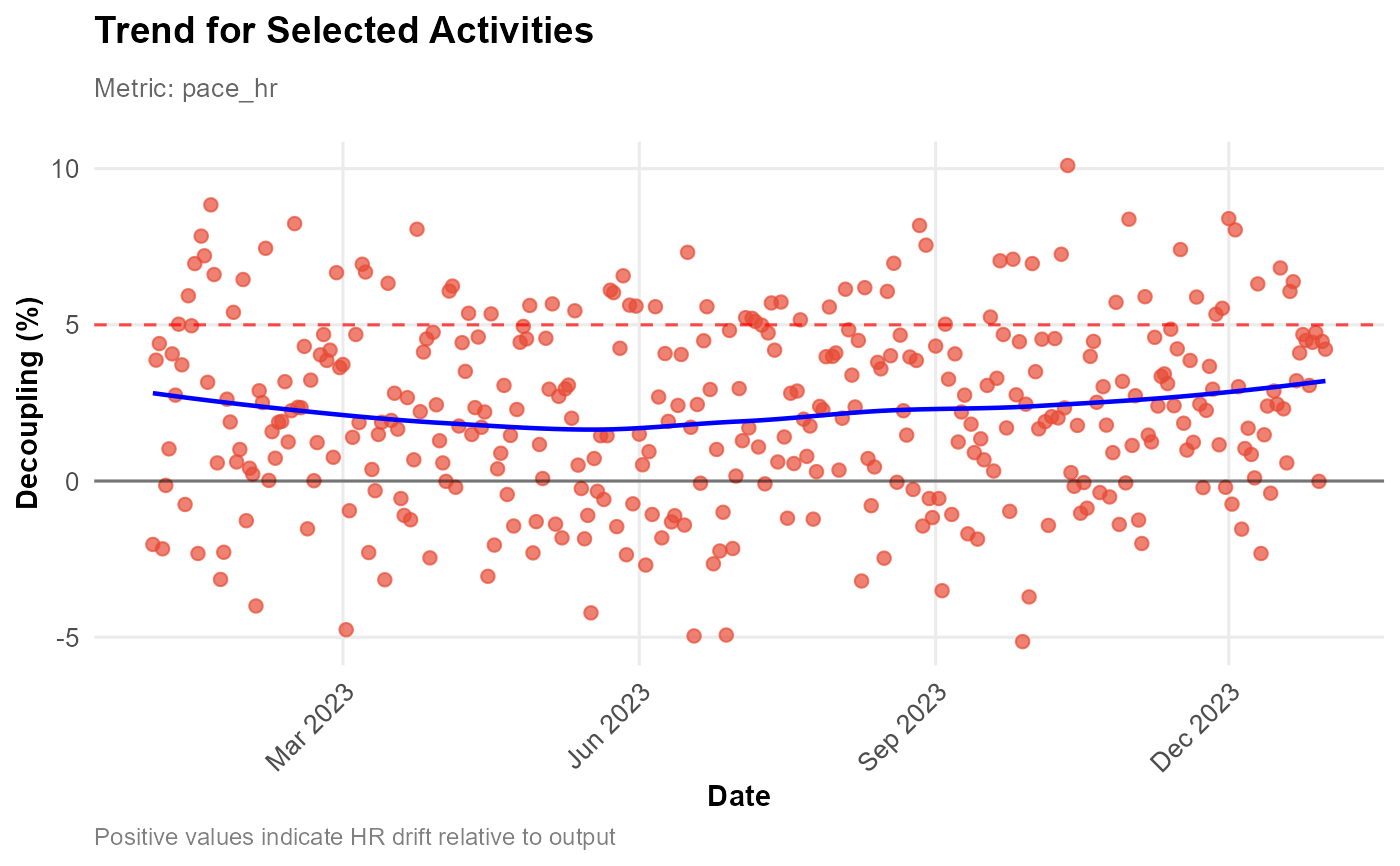 Trend for Selected Activities
Metric: pace_hr
Decoupling (%)
10
5
0
-5
Mar 2023
Jun 2023
Sep 2023
Dec 2023
Date
Positive values indicate HR drift relative to output